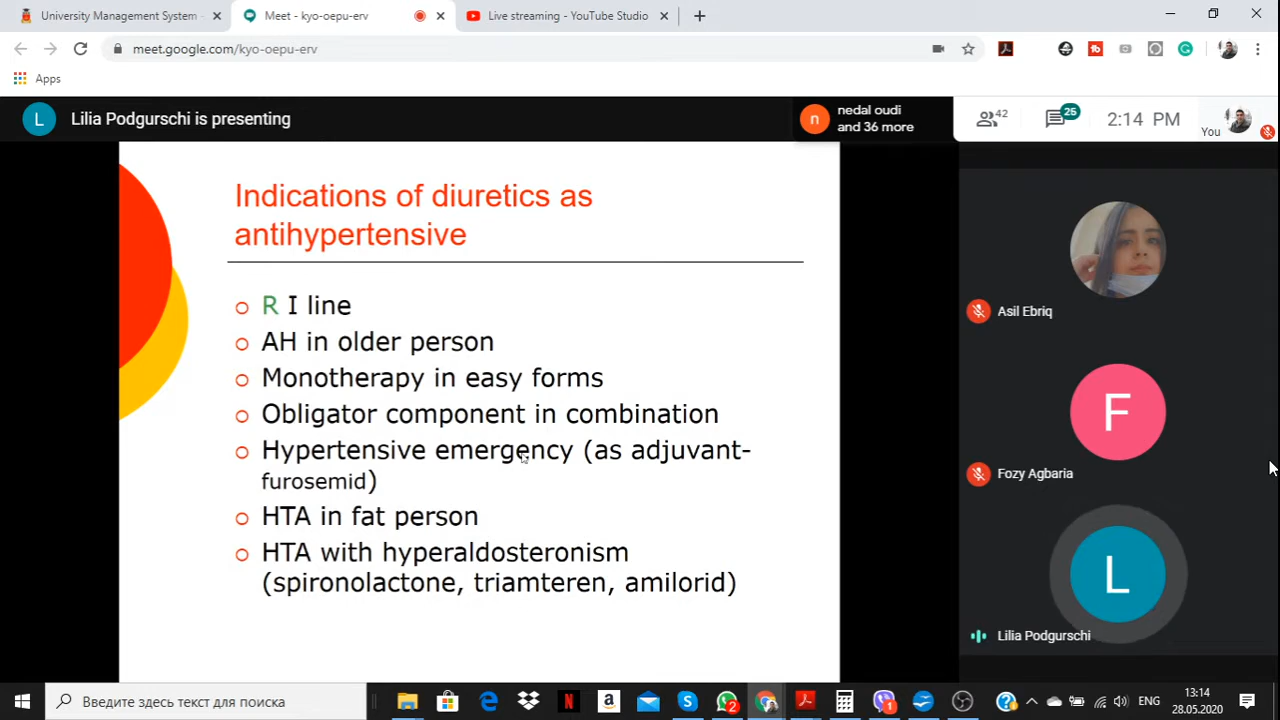 University Management System -
Meet - kyo-oepu-erv
Live streaming - YouTube Studio
meet.google.com/kyo-oepu-erv
Apps
L
Lilia Podgurschi is presenting
n
nedal oudi
and 36 more
42
25
2:14 PM
You
Indications of diuretics as
antihypertensive
R I line
AH in older person
Monotherapy in easy forms
Obligator component in combination
Hypertensive emergency (as adjuvant-
furosemid)
HTA in fat person
HTA with hyperaldosteronism
(spironolactone, triamteren, amilorid)
Asil Ebriq
F
Fozy Agbaria
L
Lilia Podgurschi
Введите здесь текст для поиска
N
a
S
2
1
ENG
13:14
28.05.2020